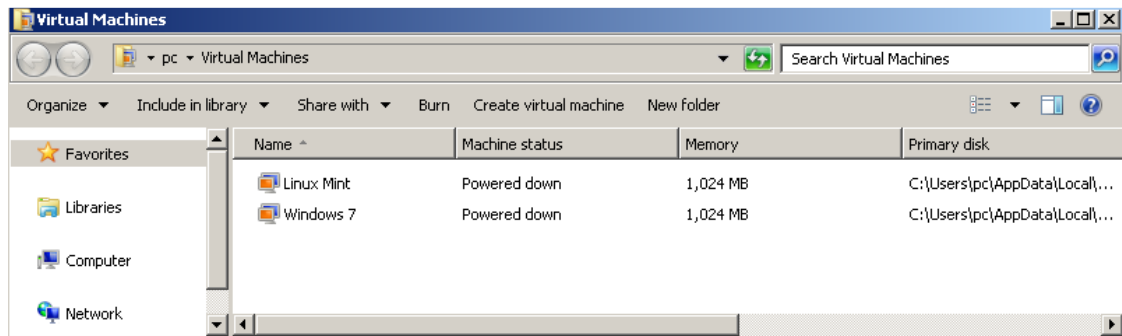 Virtual Machines
pc Virtual Machines
Search Virtual Machines
Organize Include in library Share with Burn Create virtual machine New folder
Name Machine status Memory Primary disk
Favorites
Linux Mint Powered down 1,024 MB C:\Users\pc\AppData\Local\...
Libraries
Windows 7 Powered down 1,024 MB C:\Users\pc\AppData\Local\...
Computer
Network